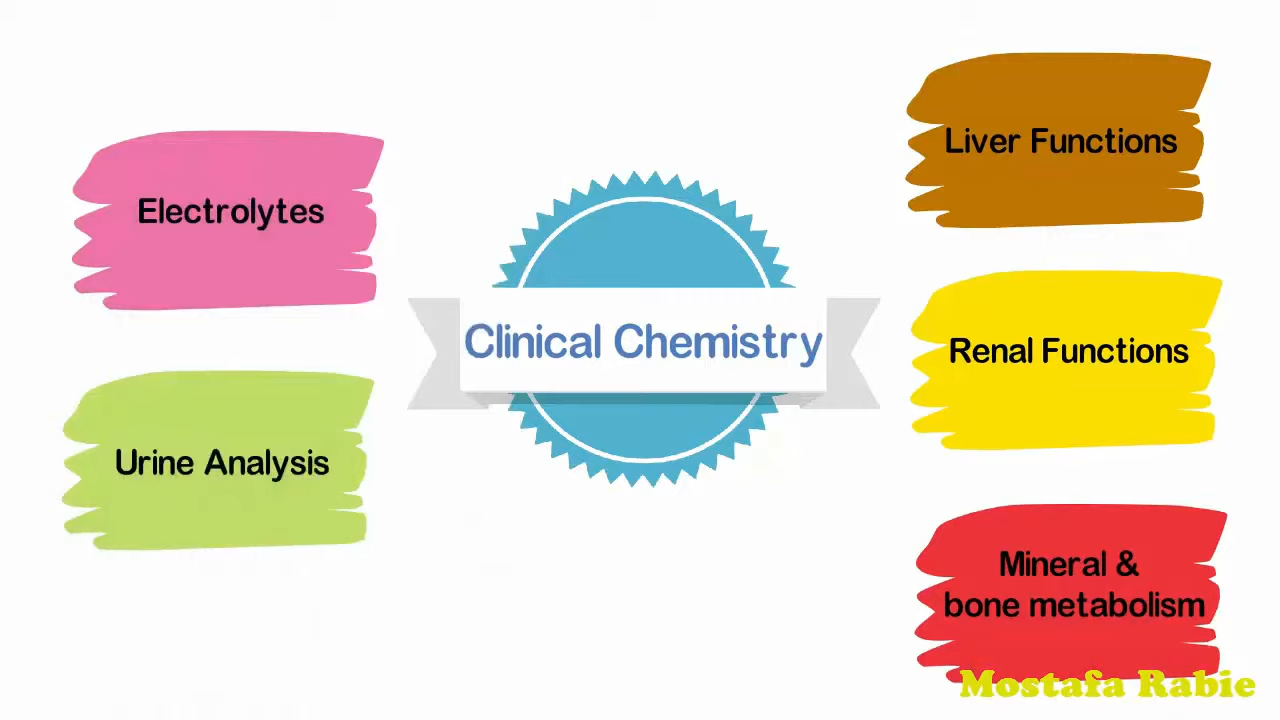 Electrolytes
Urine Analysis
Clinical Chemistry
Liver Functions
Renal Functions
Mineral &
bone metabolism
Mostafa Rabie